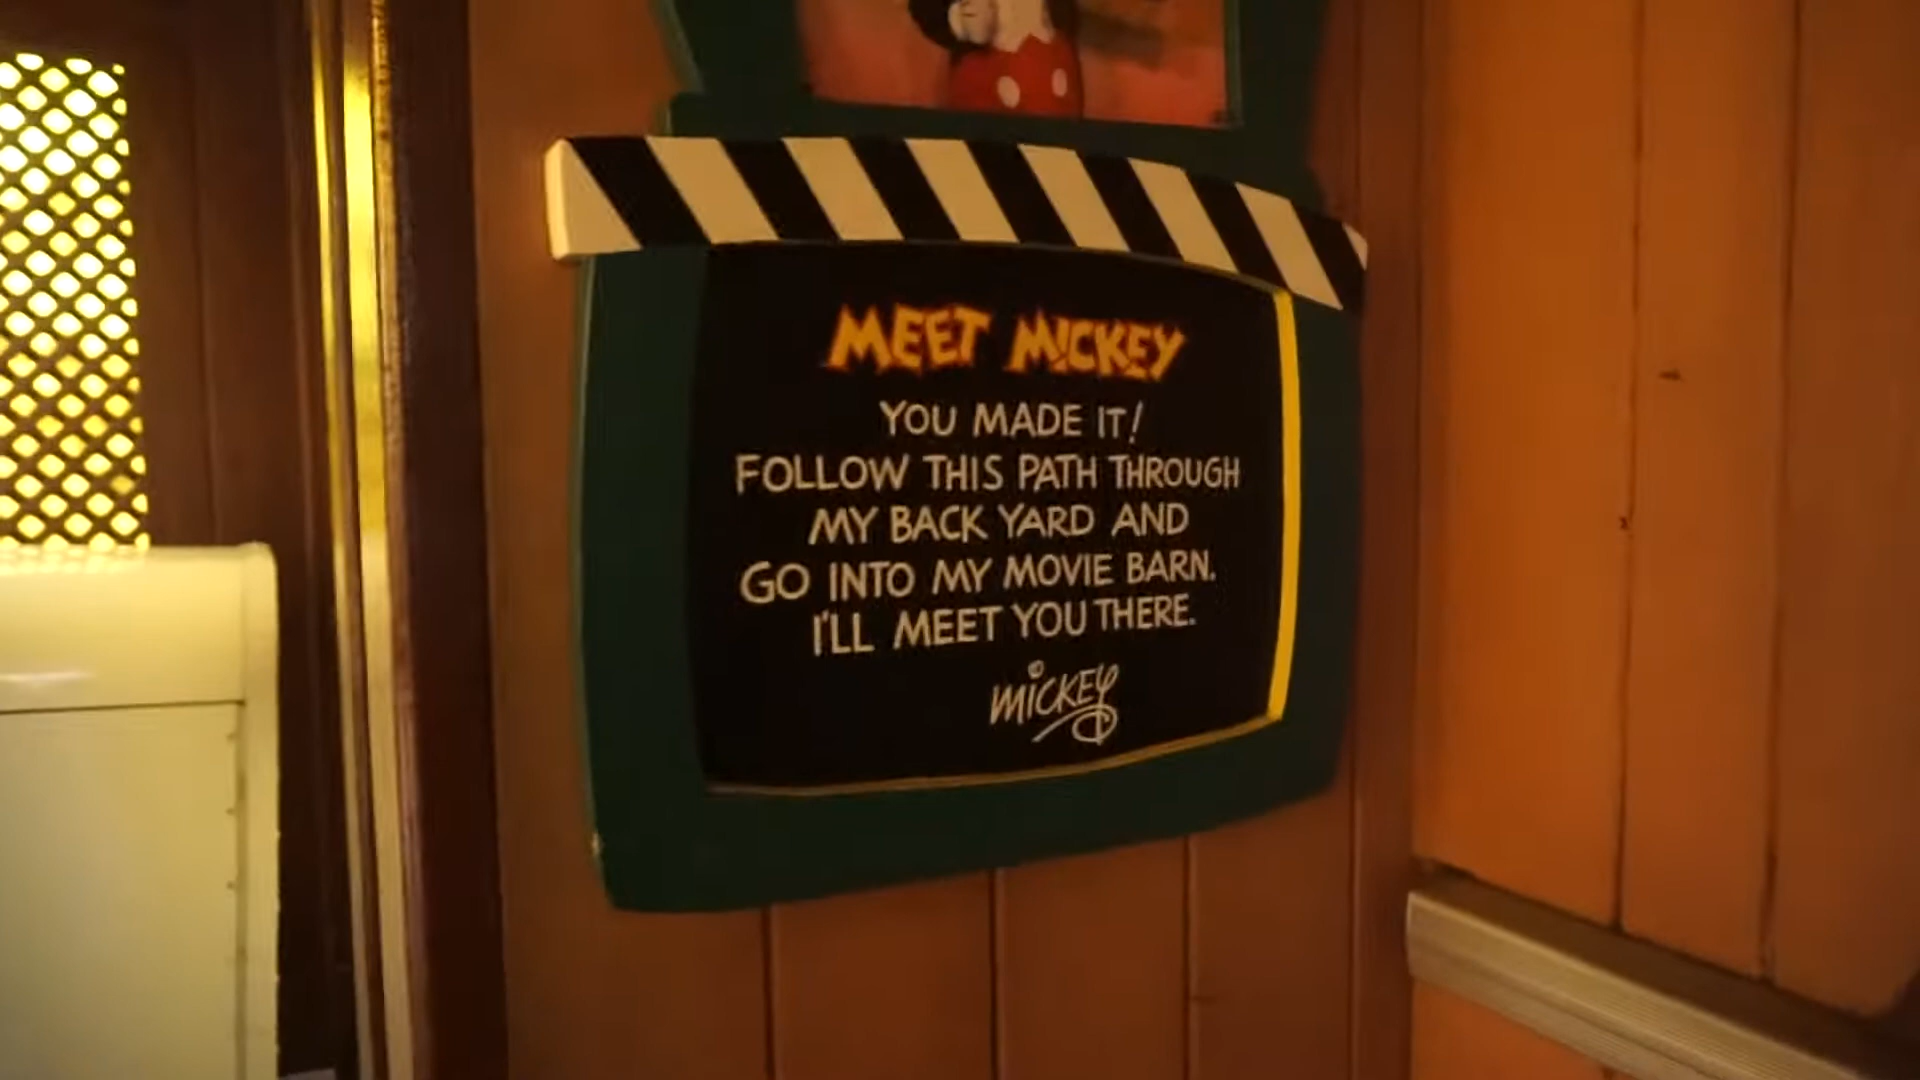 MEET MICKEY
YOU MADE IT!
FOLLOW THIS PATH THROUGH
MY BACK YARD AND
GO INTO MY MOVIE BARN.
I'LL MEET YOU THERE.
MICKEY